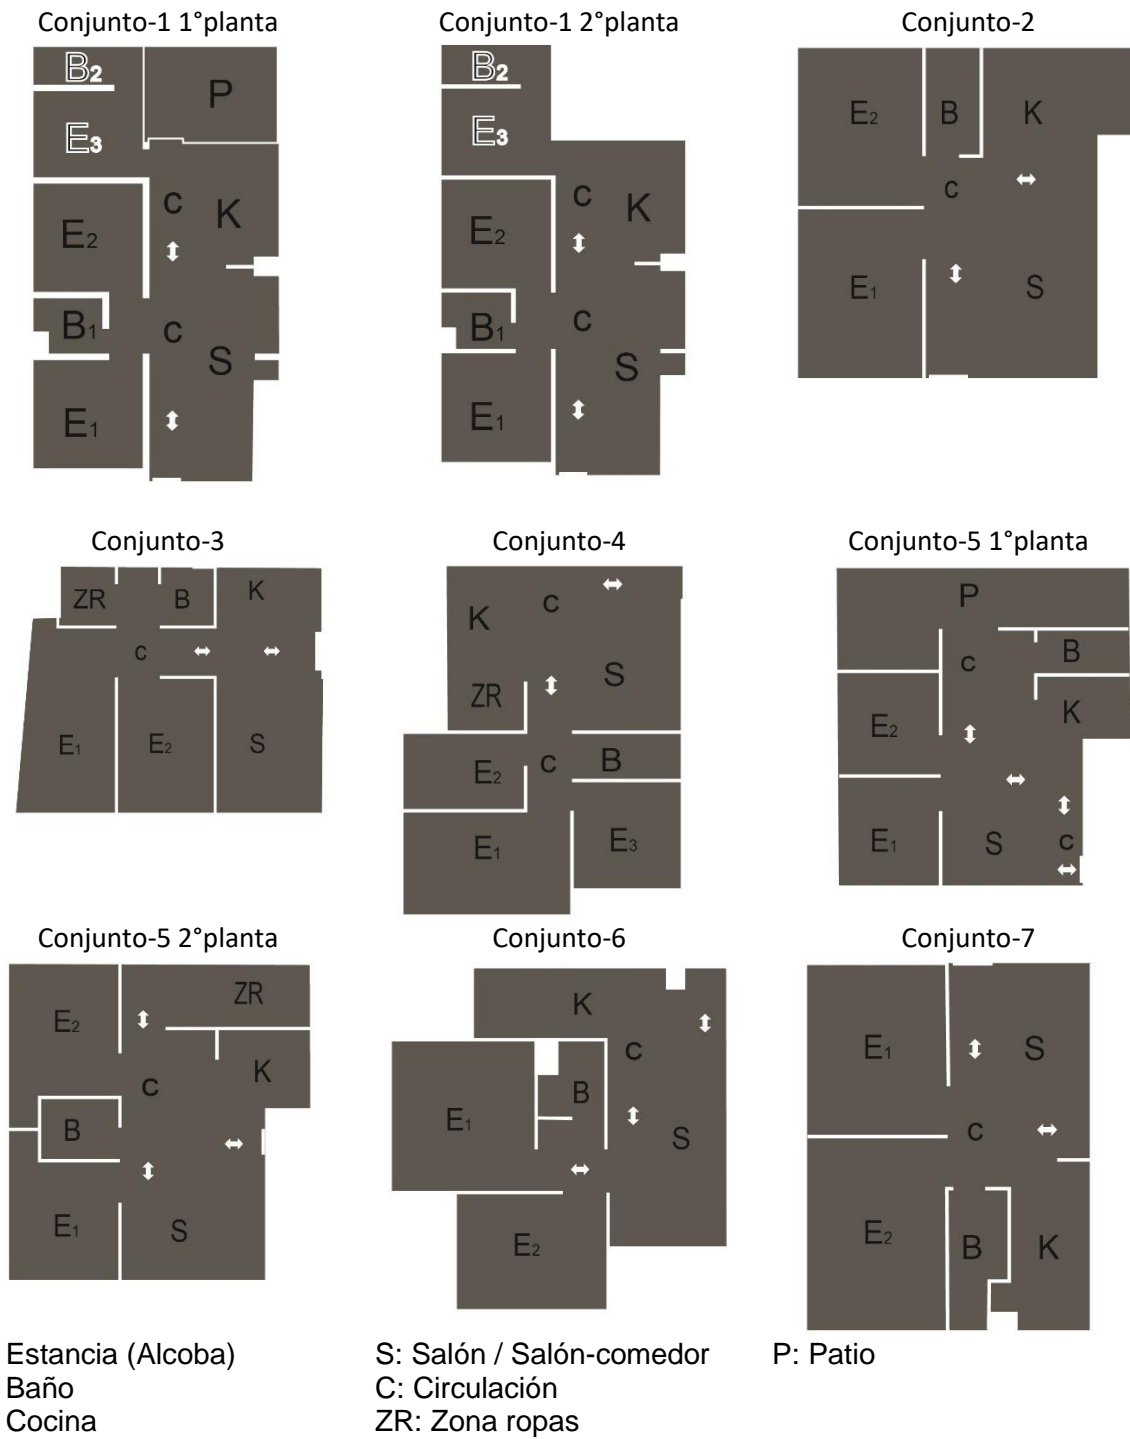 Conjunto-1 1°planta
Conjunto-1 2°planta
Conjunto-2
B2
P
E3
C
K
E2
C
B1
S
E1
B2
E3
C
K
E2
C
B1
S
E1
E2
B
K
C
E1
S
Conjunto-3
Conjunto-4
Conjunto-5 1°planta
ZR
B
K
C
E1
E2
S
K
C
S
ZR
E2
C
B
E1
E3
P
C
B
E2
K
E1
S
C
Conjunto-5 2°planta
Conjunto-6
Conjunto-7
E2
ZR
C
K
B
E1
S
K
C
B
E1
S
E2
E1
S
C
E2
B
K
Estancia (Alcoba)
S: Salón / Salón-comedor
P: Patio
Baño
C: Circulación
Cocina
ZR: Zona ropas